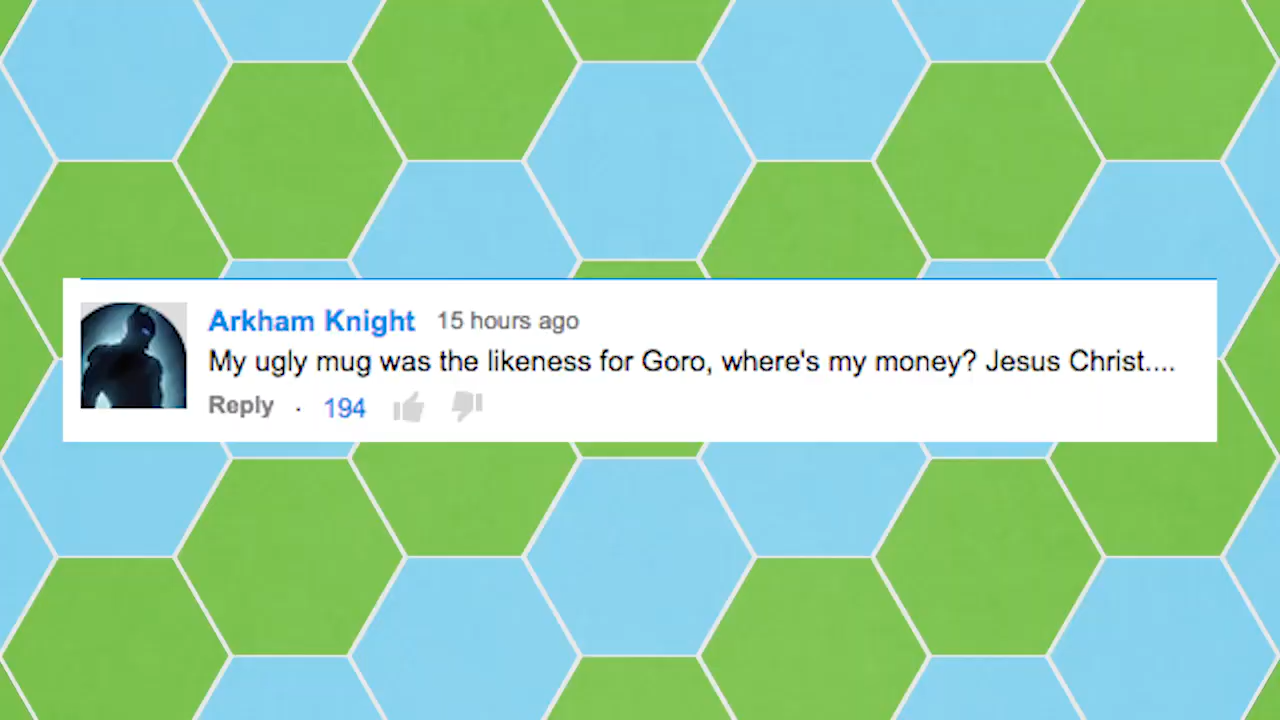 Arkham Knight 15 hours ago
My ugly mug was the likeness for Goro, where's my money? Jesus Christ....
Reply · 194